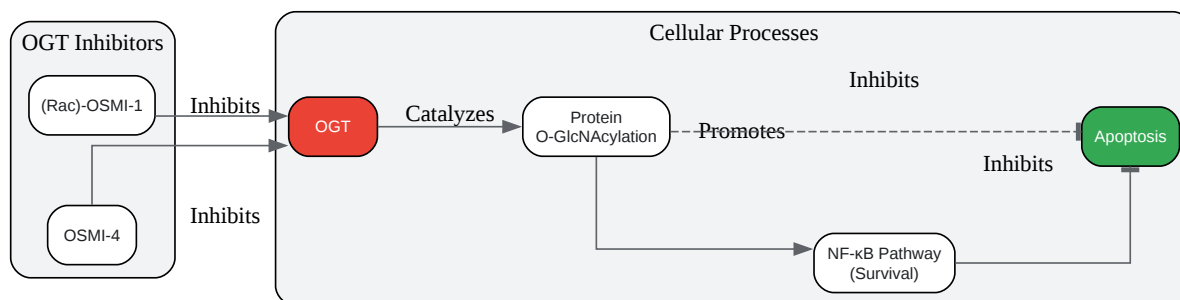 OGT Inhibitors
Cellular Processes
(Rac)-OSMI-1
Inhibits
OGT
Catalyzes
Protein
O-GlcNAcylation
Promotes
Inhibits
Apoptosis
Inhibits
OSMI-4
Inhibits
NF-κB Pathway
(Survival)